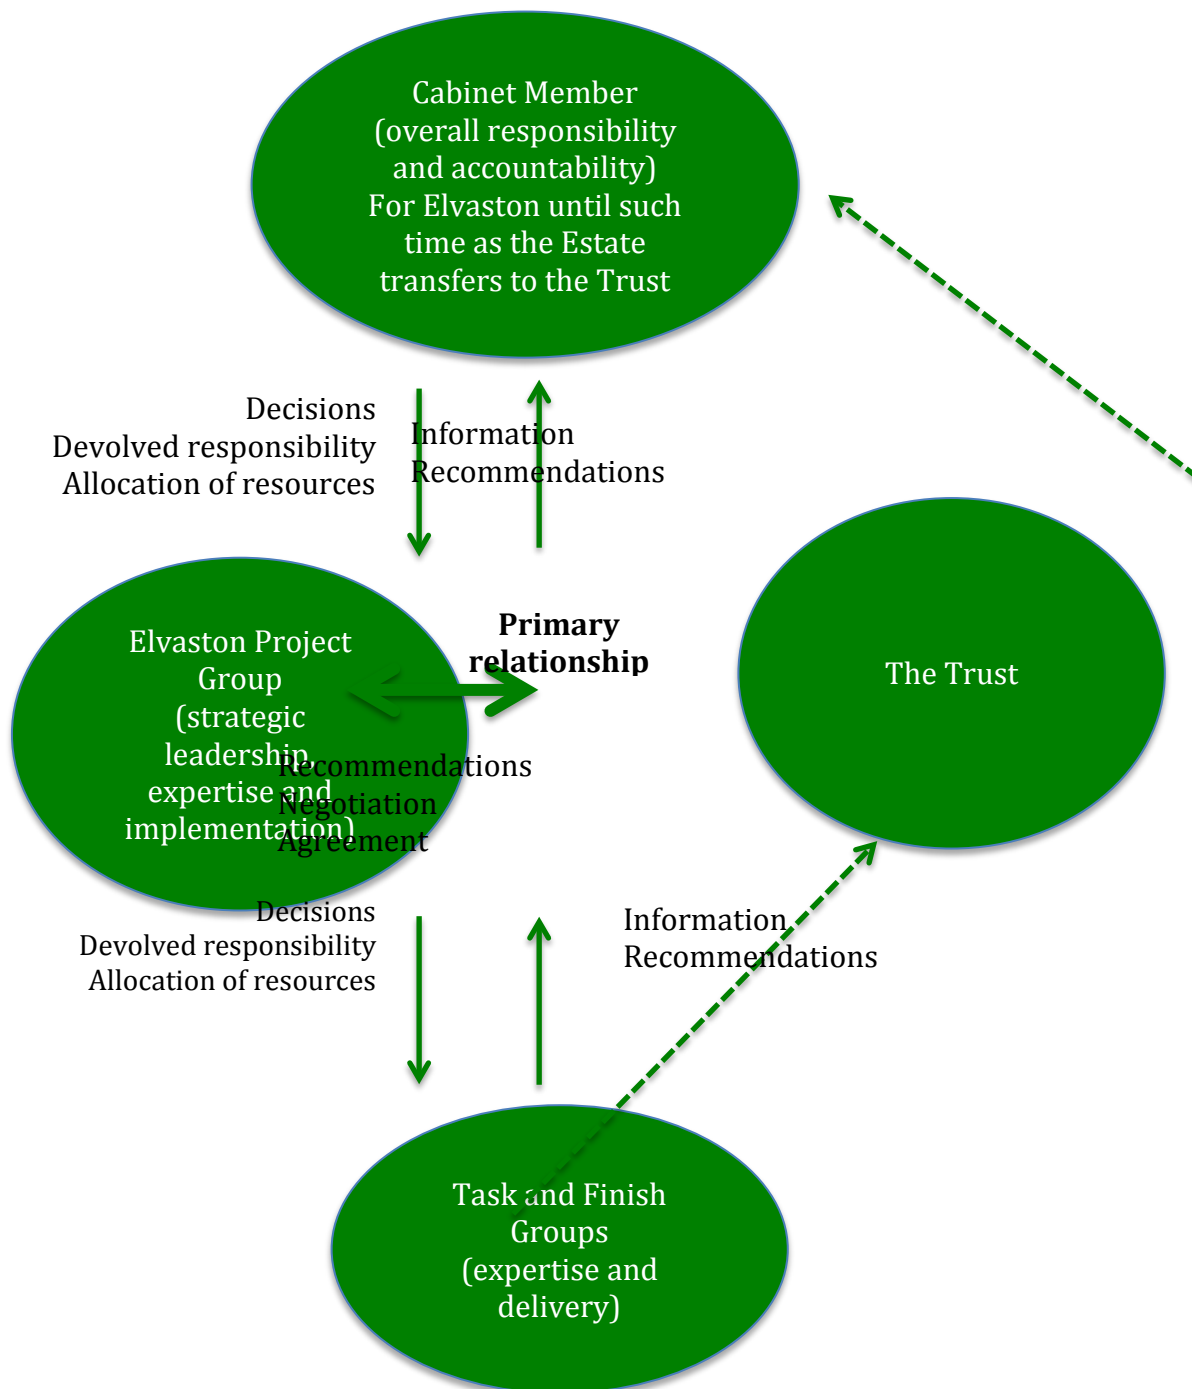 Cabinet Member
(overall responsibility
and accountability)
For Elvaston until such
time as the Estate
transfers to the Trust
Decisions
Devolved responsibility
Allocation of resources
Information
Recommendations
Elvaston Project
Group
(strategic
leadership,
expertise and
implementation)
Primary
relationship
Recommendations
Negotiation
Agreement
The Trust
Decisions
Devolved responsibility
Allocation of resources
Information
Recommendations
Task and Finish
Groups
(expertise and
delivery)